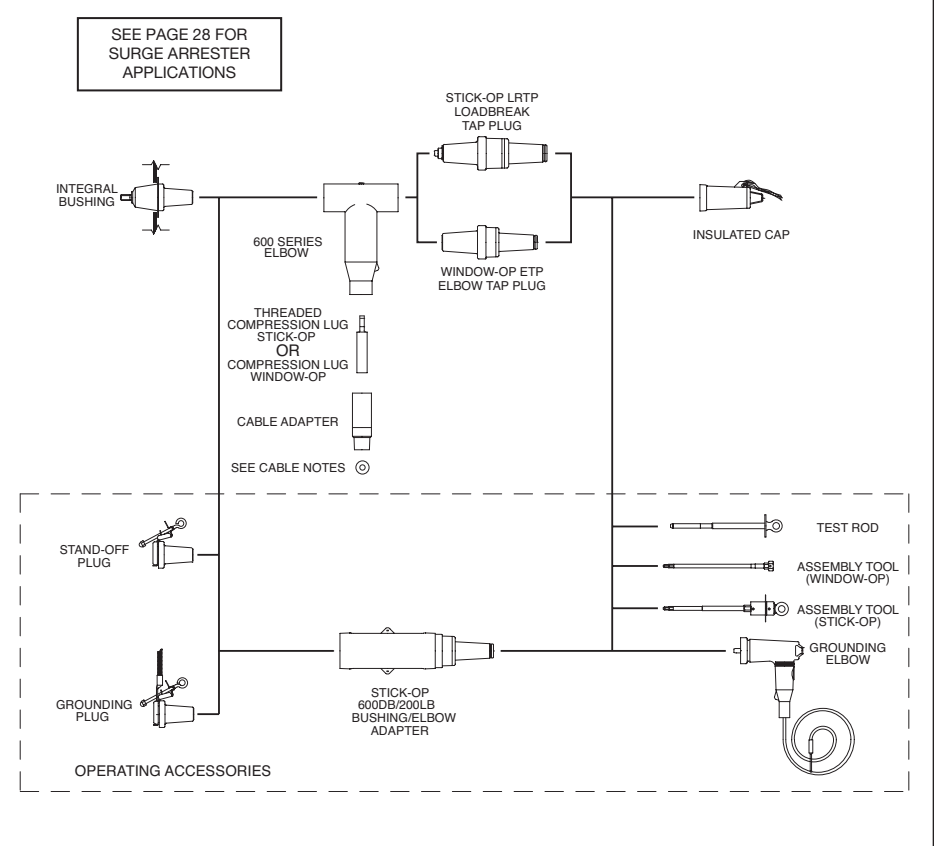 SEE PAGE 28 FOR
SURGE ARRESTER
APPLICATIONS
STICK-OP LRTP
LOADBREAK
TAP PLUG
INTEGRAL
BUSHING
600 SERIES
ELBOW
INSULATED CAP
WINDOW-OP ETP
ELBOW TAP PLUG
THREADED
COMPRESSION LUG
STICK-OP
OR
COMPRESSION LUG
WINDOW-OP
CABLE ADAPTER
SEE CABLE NOTES
STAND-OFF
PLUG
TEST ROD
ASSEMBLY TOOL
(WINDOW-OP)
ASSEMBLY TOOL
(STICK-OP)
GROUNDING
ELBOW
GROUNDING
PLUG
STICK-OP
600DB/200LB
BUSHING/ELBOW
ADAPTER
OPERATING ACCESSORIES